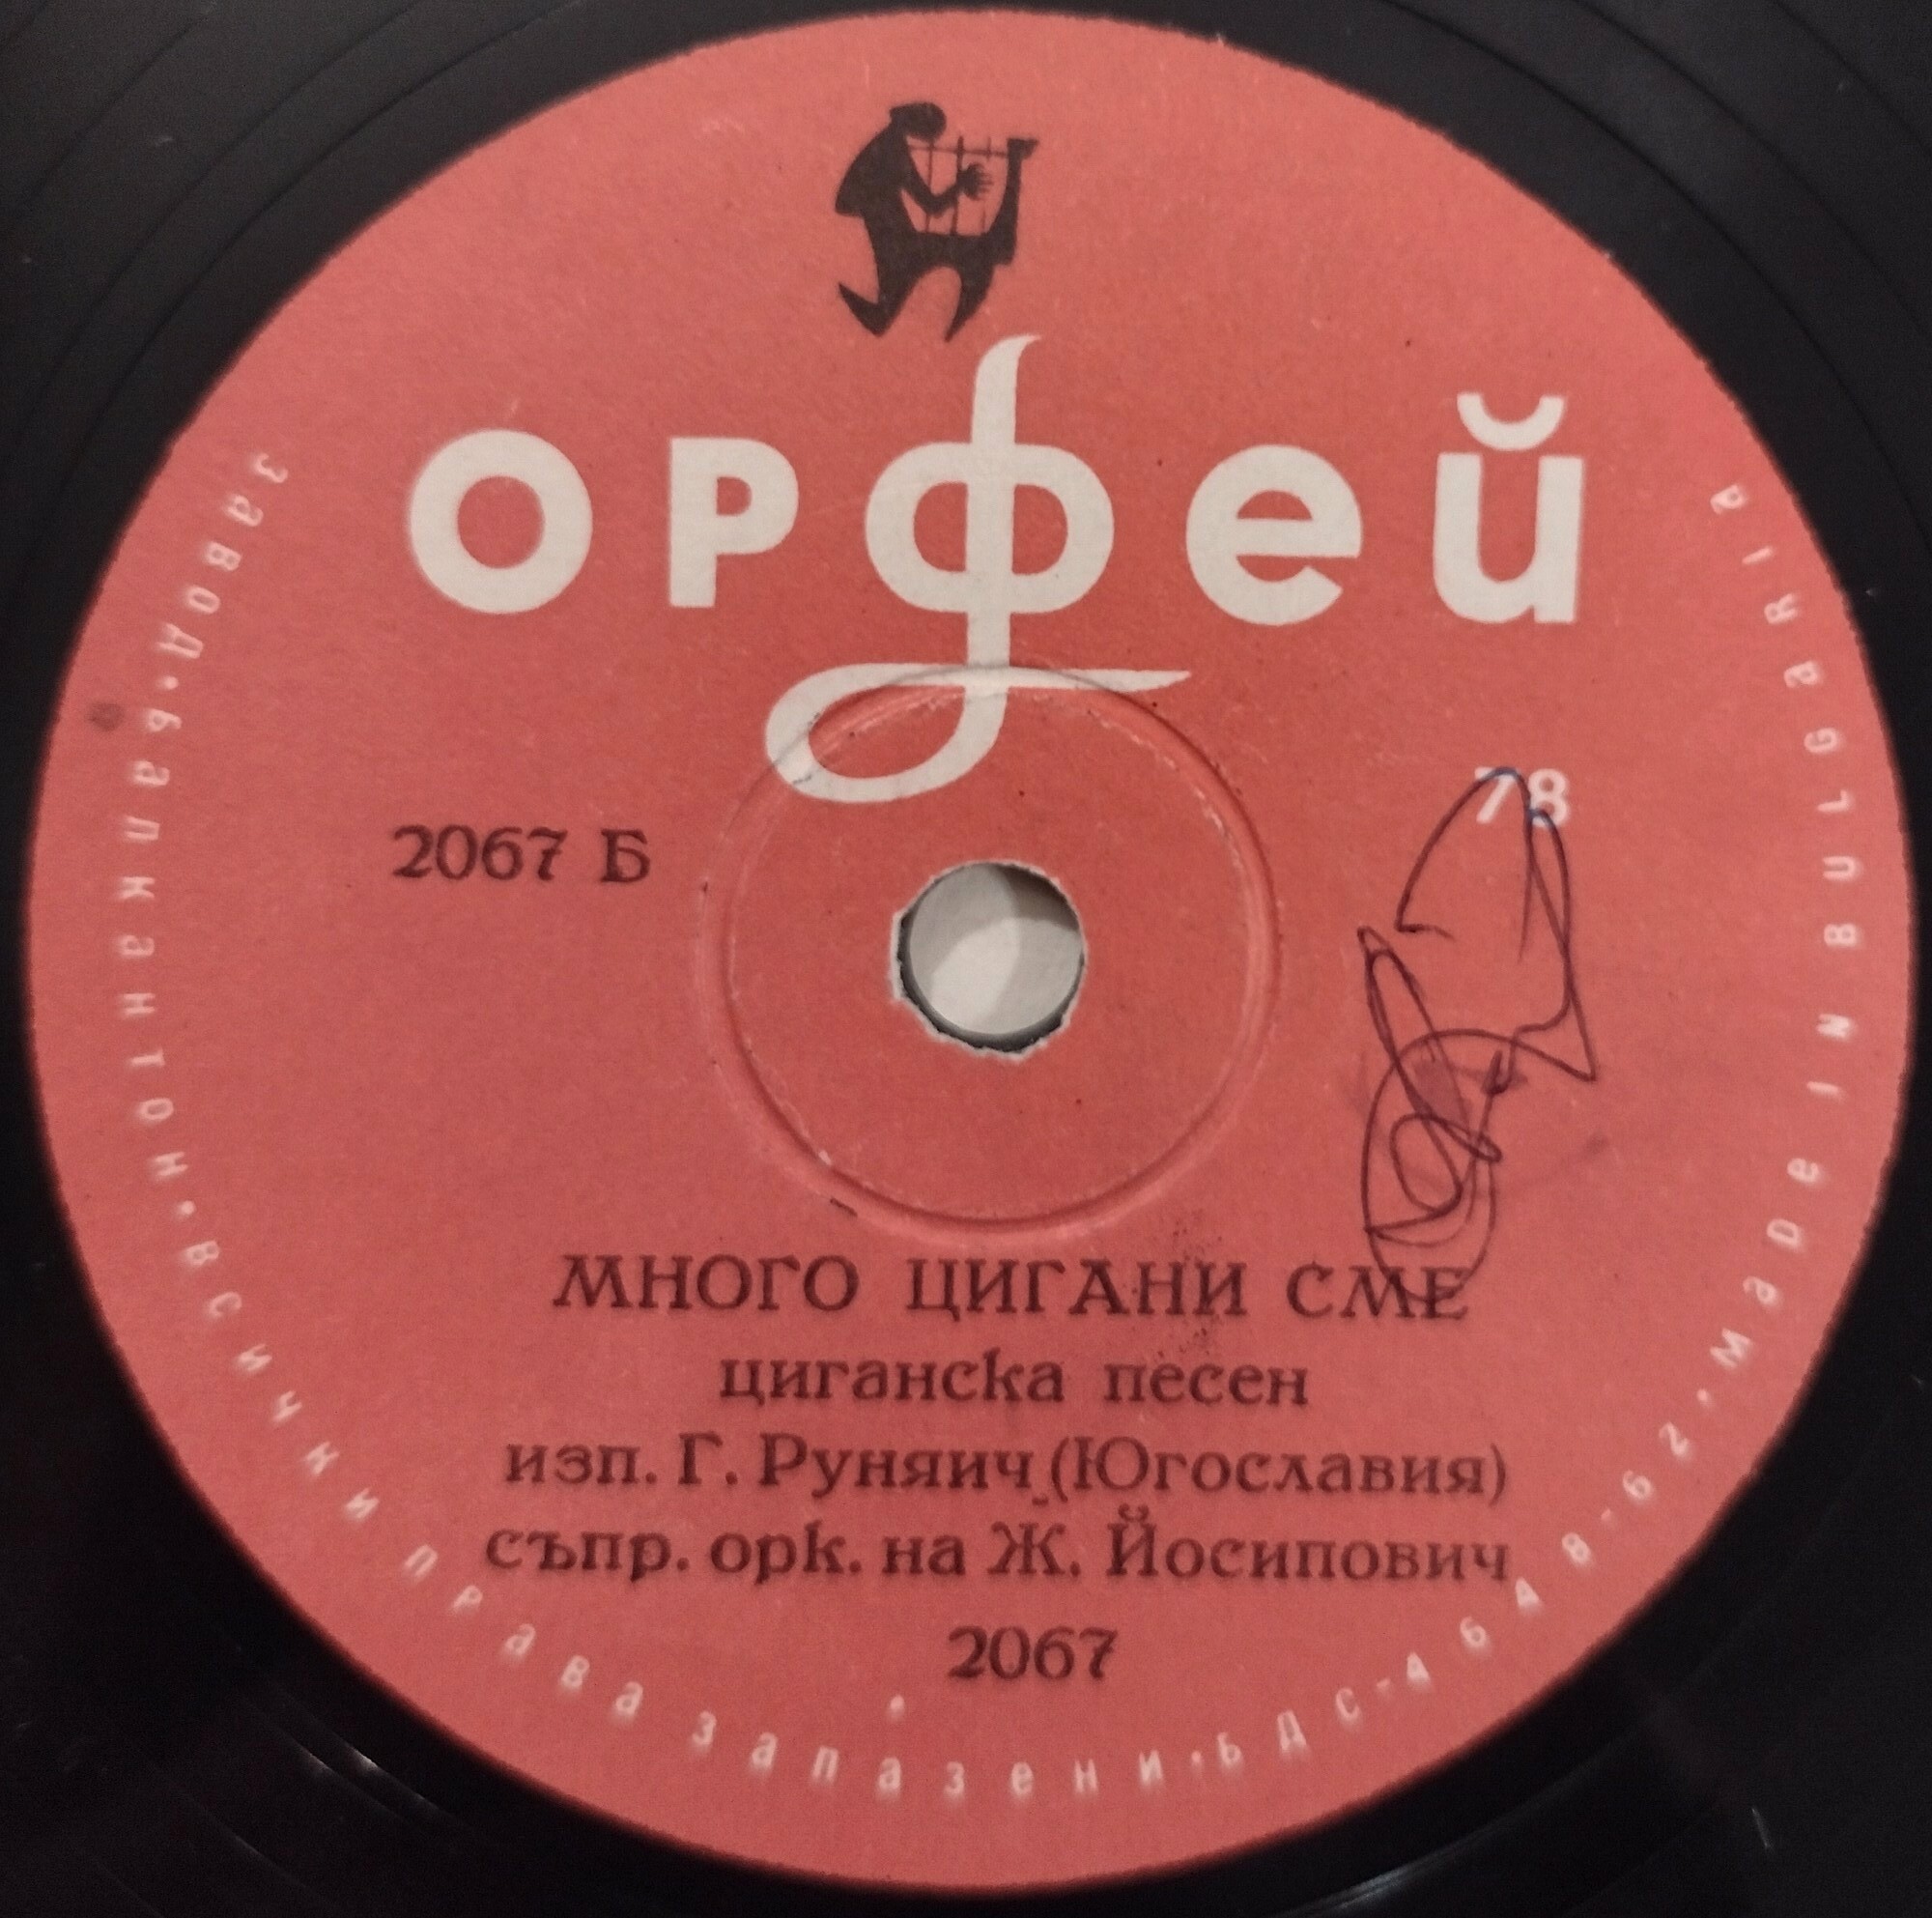 орфей
78
2067 Б
МНОГО ЦИГАНИ СМЕ
циганска песен
изп. Г. Руняич (Югославия)
съпр. орк. на Ж. Йосипович
2067
завод•балкантон•всички права запазени•БДС-4648-62•made in bulgaria